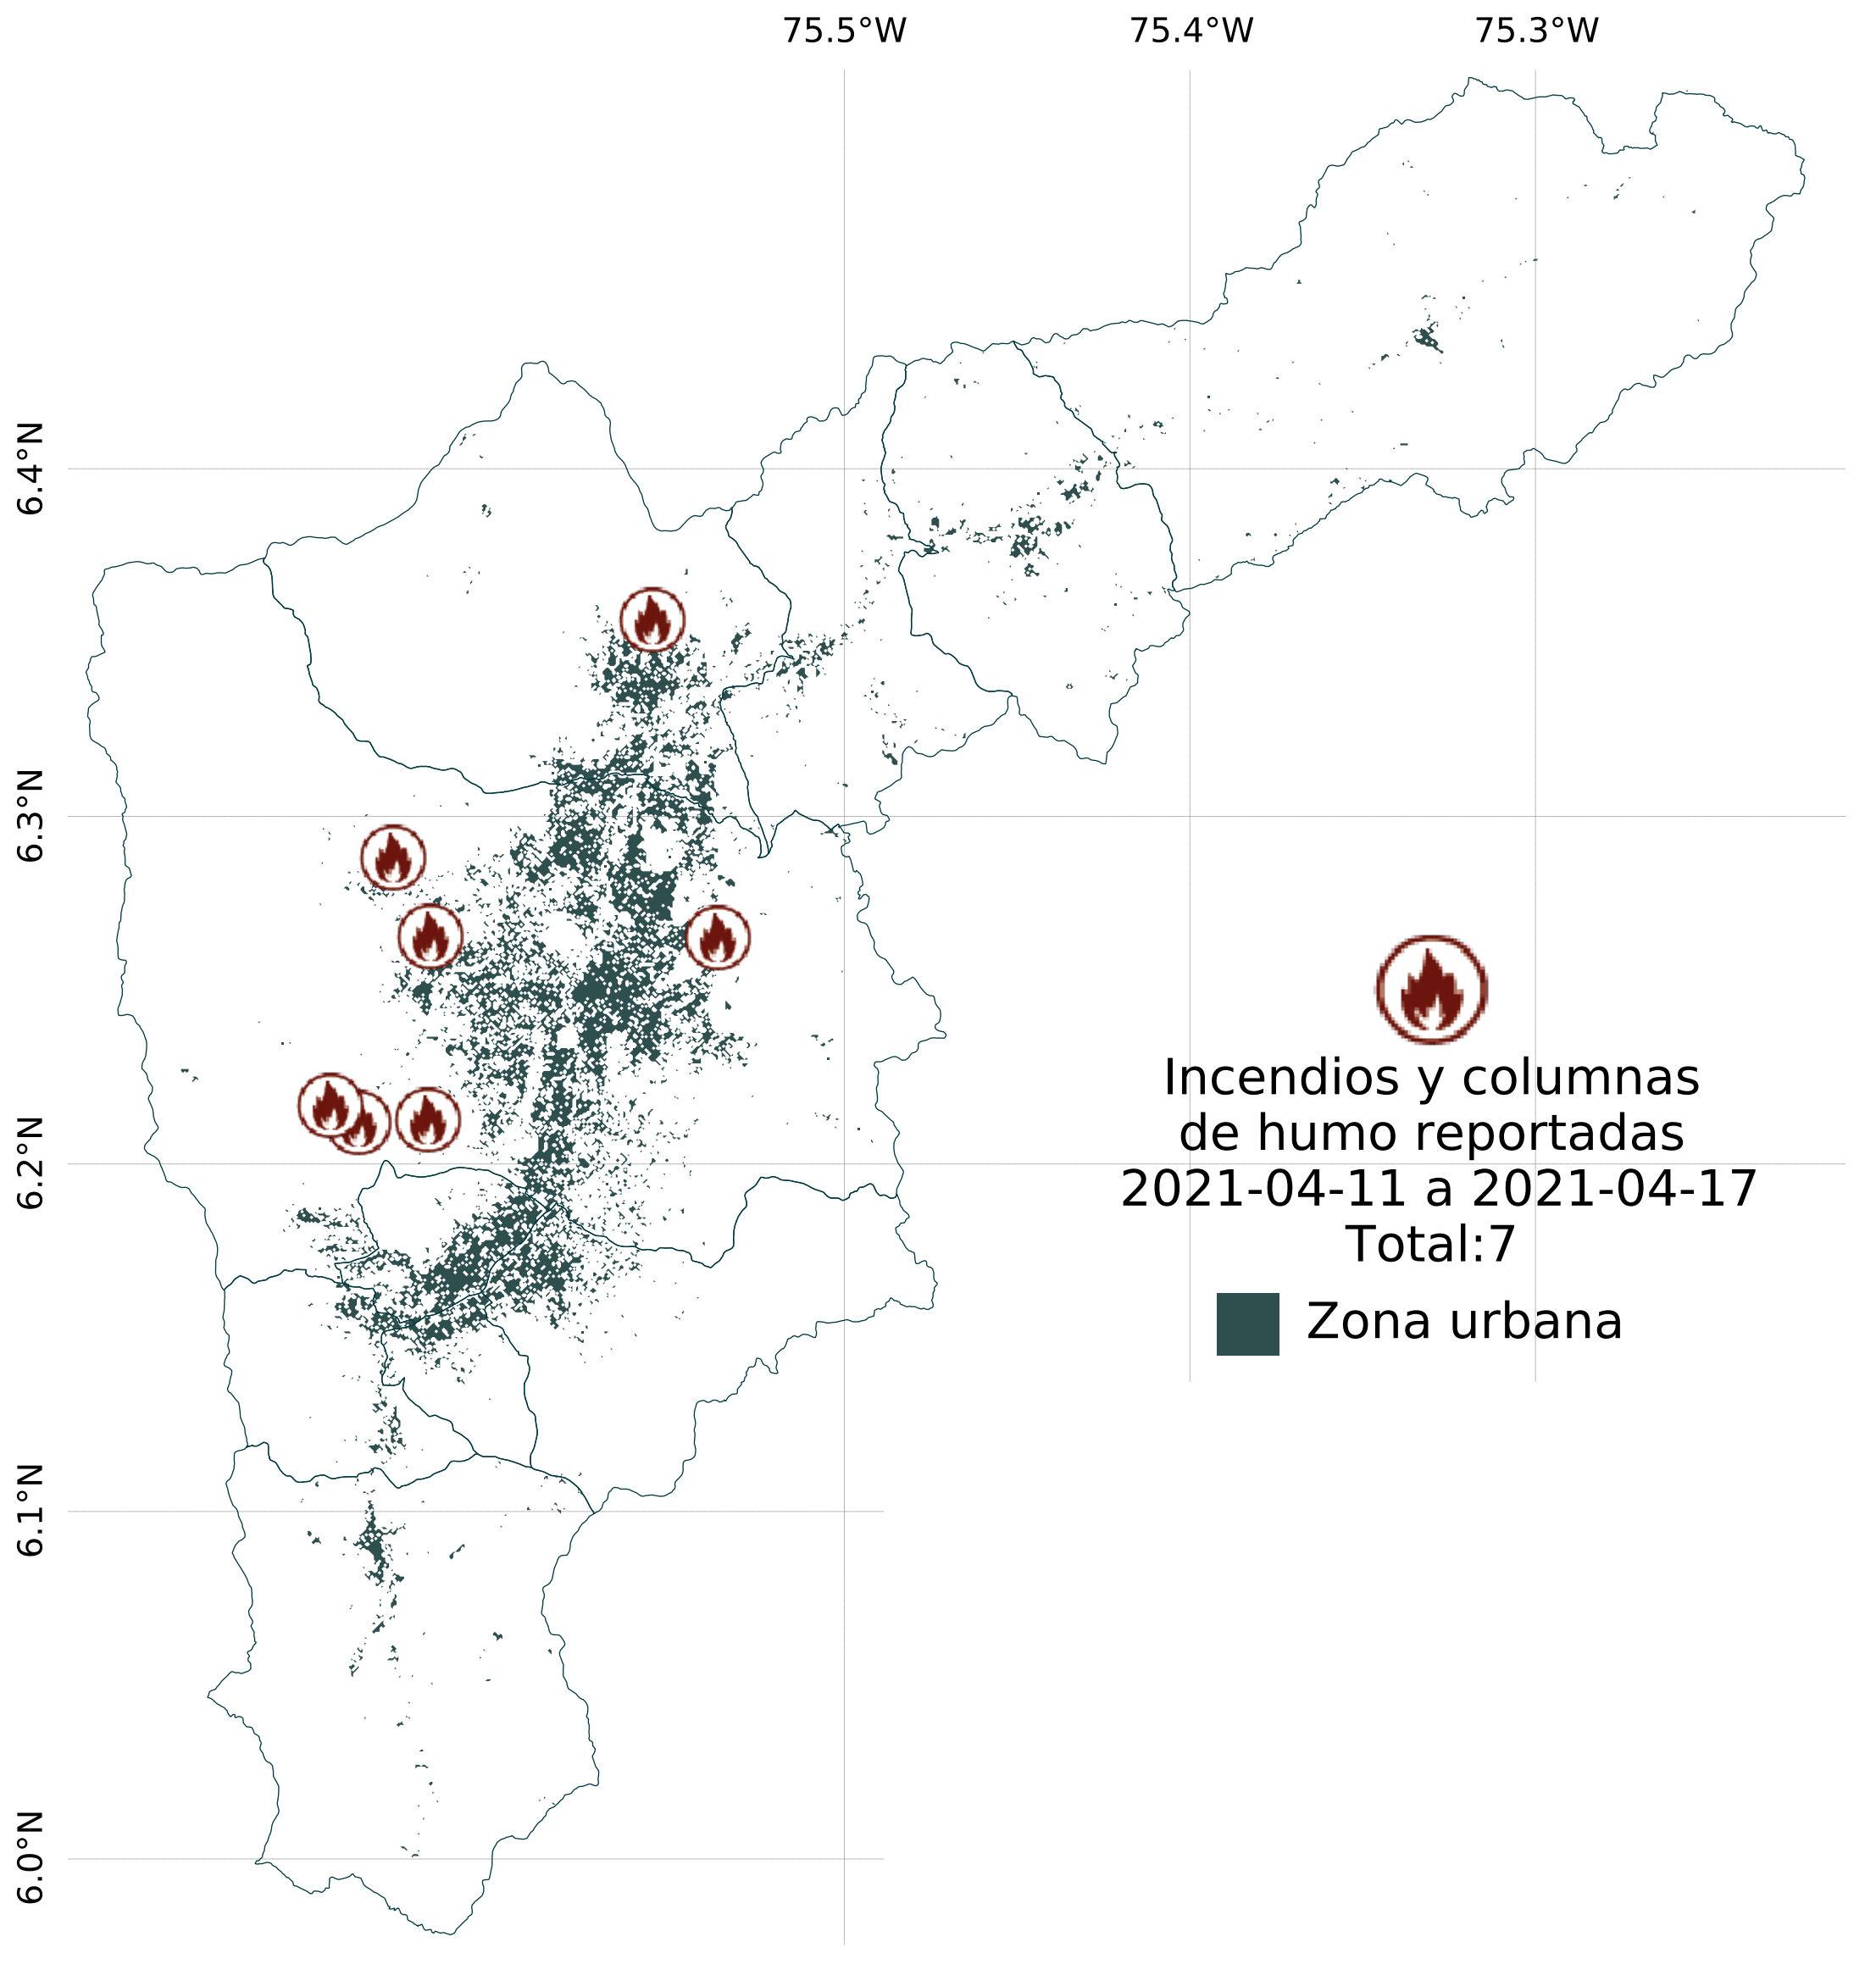 75.5°W
75.4°W
75.3°W
6.4°N
6.3°N
6.2°N
6.1°N
6.0°N
Incendios y columnas
de humo reportadas
2021-04-11 a 2021-04-17
Total:7
Zona urbana